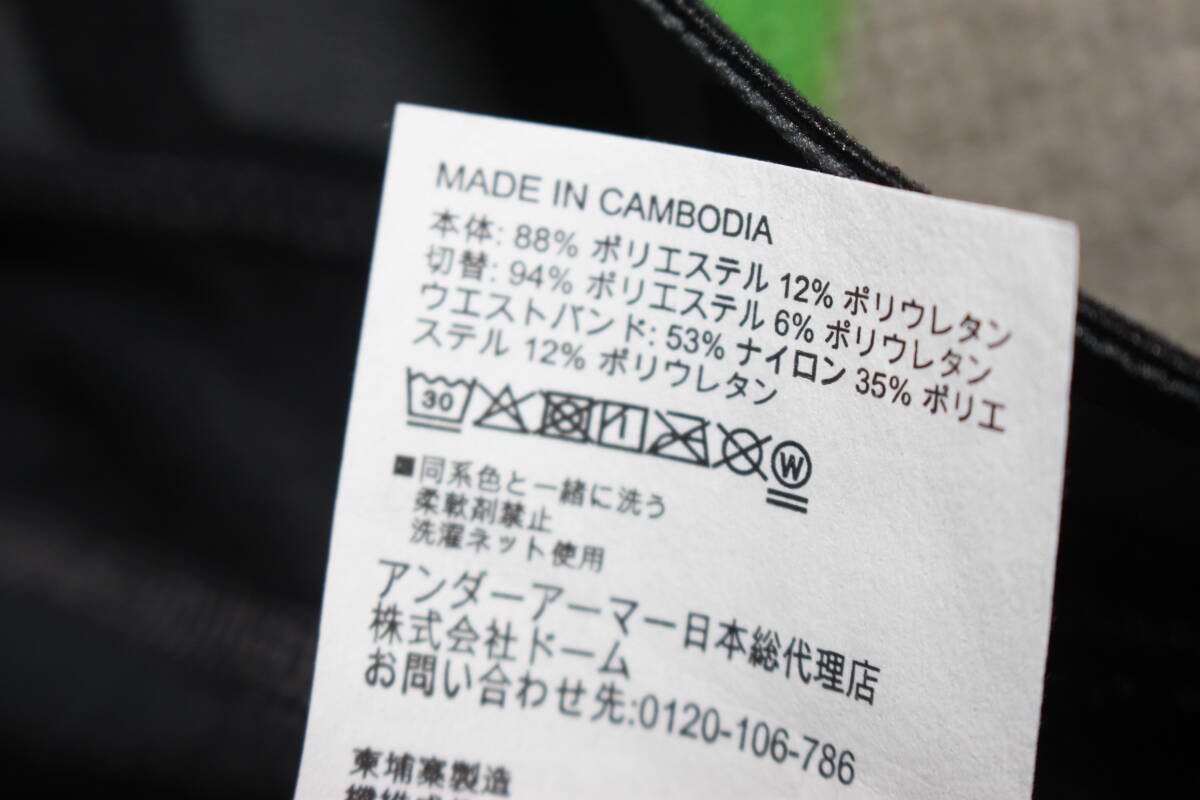 MADE IN CAMBODIA
本体: 88% ポリエステル 12% ポリウレタン
切替: 94% ポリエステル 6% ポリウレタン
ウエストバンド: 53% ナイロン 35% ポリエ
ステル 12% ポリウレタン
30
W
■同系色と一緒に洗う
柔軟剤禁止
洗濯ネット使用
アンダーアーマー日本総代理店
株式会社ドーム
お問い合わせ先:0120-106-786
柬埔寨製造